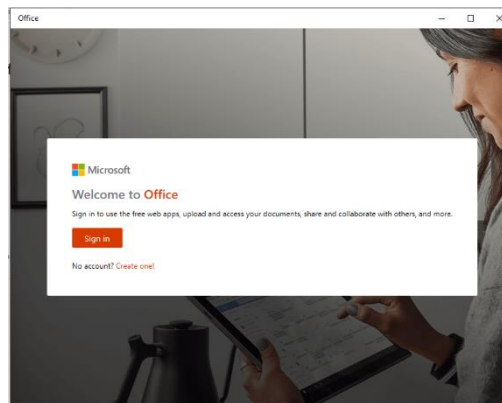 Office
Microsoft
Welcome to Office
Sign in to use the free web apps, upload and access your documents, share and collaborate with others, and more.
Sign in
No account? Create one!